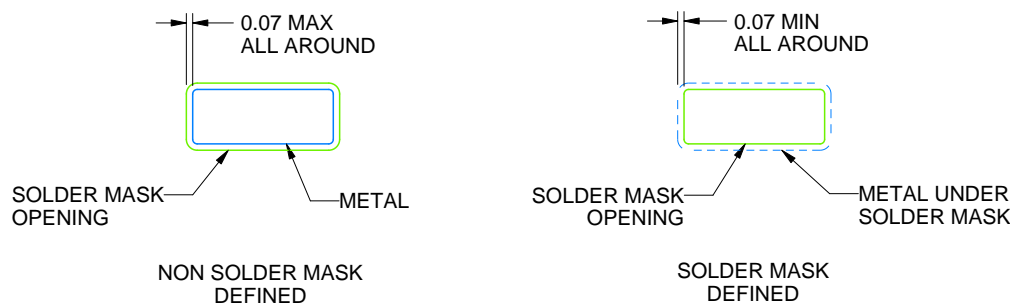 0.07 MAX
ALL AROUND
SOLDER MASK
OPENING
METAL
NON SOLDER MASK
DEFINED
0.07 MIN
ALL AROUND
SOLDER MASK
OPENING
METAL UNDER
SOLDER MASK
SOLDER MASK
DEFINED